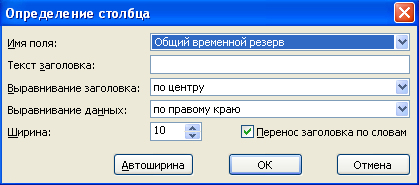 Определение столбца
Имя поля: Общий временной резерв
Текст заголовка:
Выравнивание заголовка: по центру
Выравнивание данных: по правому краю
Ширина: 10 Перенос заголовка по словам
Автоширина ОК Отмена